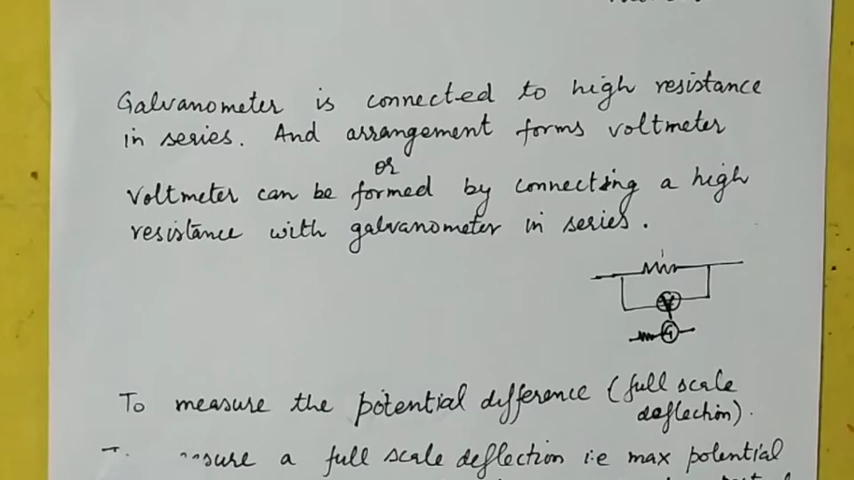 Galvanometer is connected to high resistance
in series. And arrangement forms voltmeter
or
Voltmeter can be formed by connecting a high
resistance with galvanometer in series.
V
G
To measure the potential difference (full scale
deflection).
a full scale deflection i.e max potential